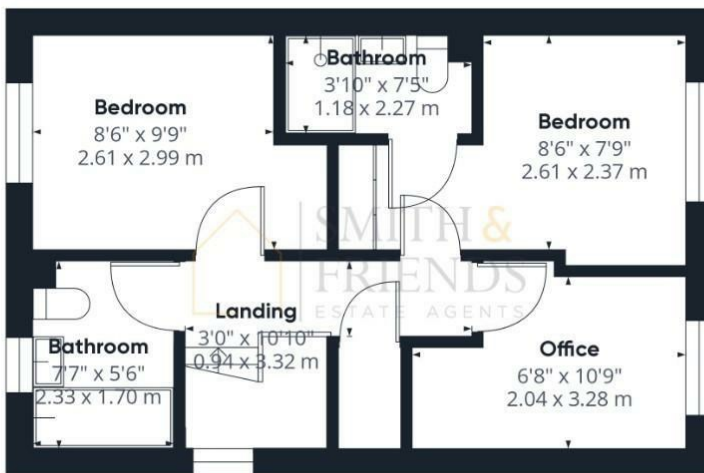 Bathroom
3'10" x 7'5"
1.18 x 2.27 m
Bedroom
8'6" x 9'9"
2.61 x 2.99 m
Bedroom
8'6" x 7'9"
2.61 x 2.37 m
SMITH &
FRIENDS
ESTATE AGENTS
Landing
3'0" x 10'10"
0.94 x 3.32 m
Bathroom
7'7" x 5'6"
2.33 x 1.70 m
Office
6'8" x 10'9"
2.04 x 3.28 m